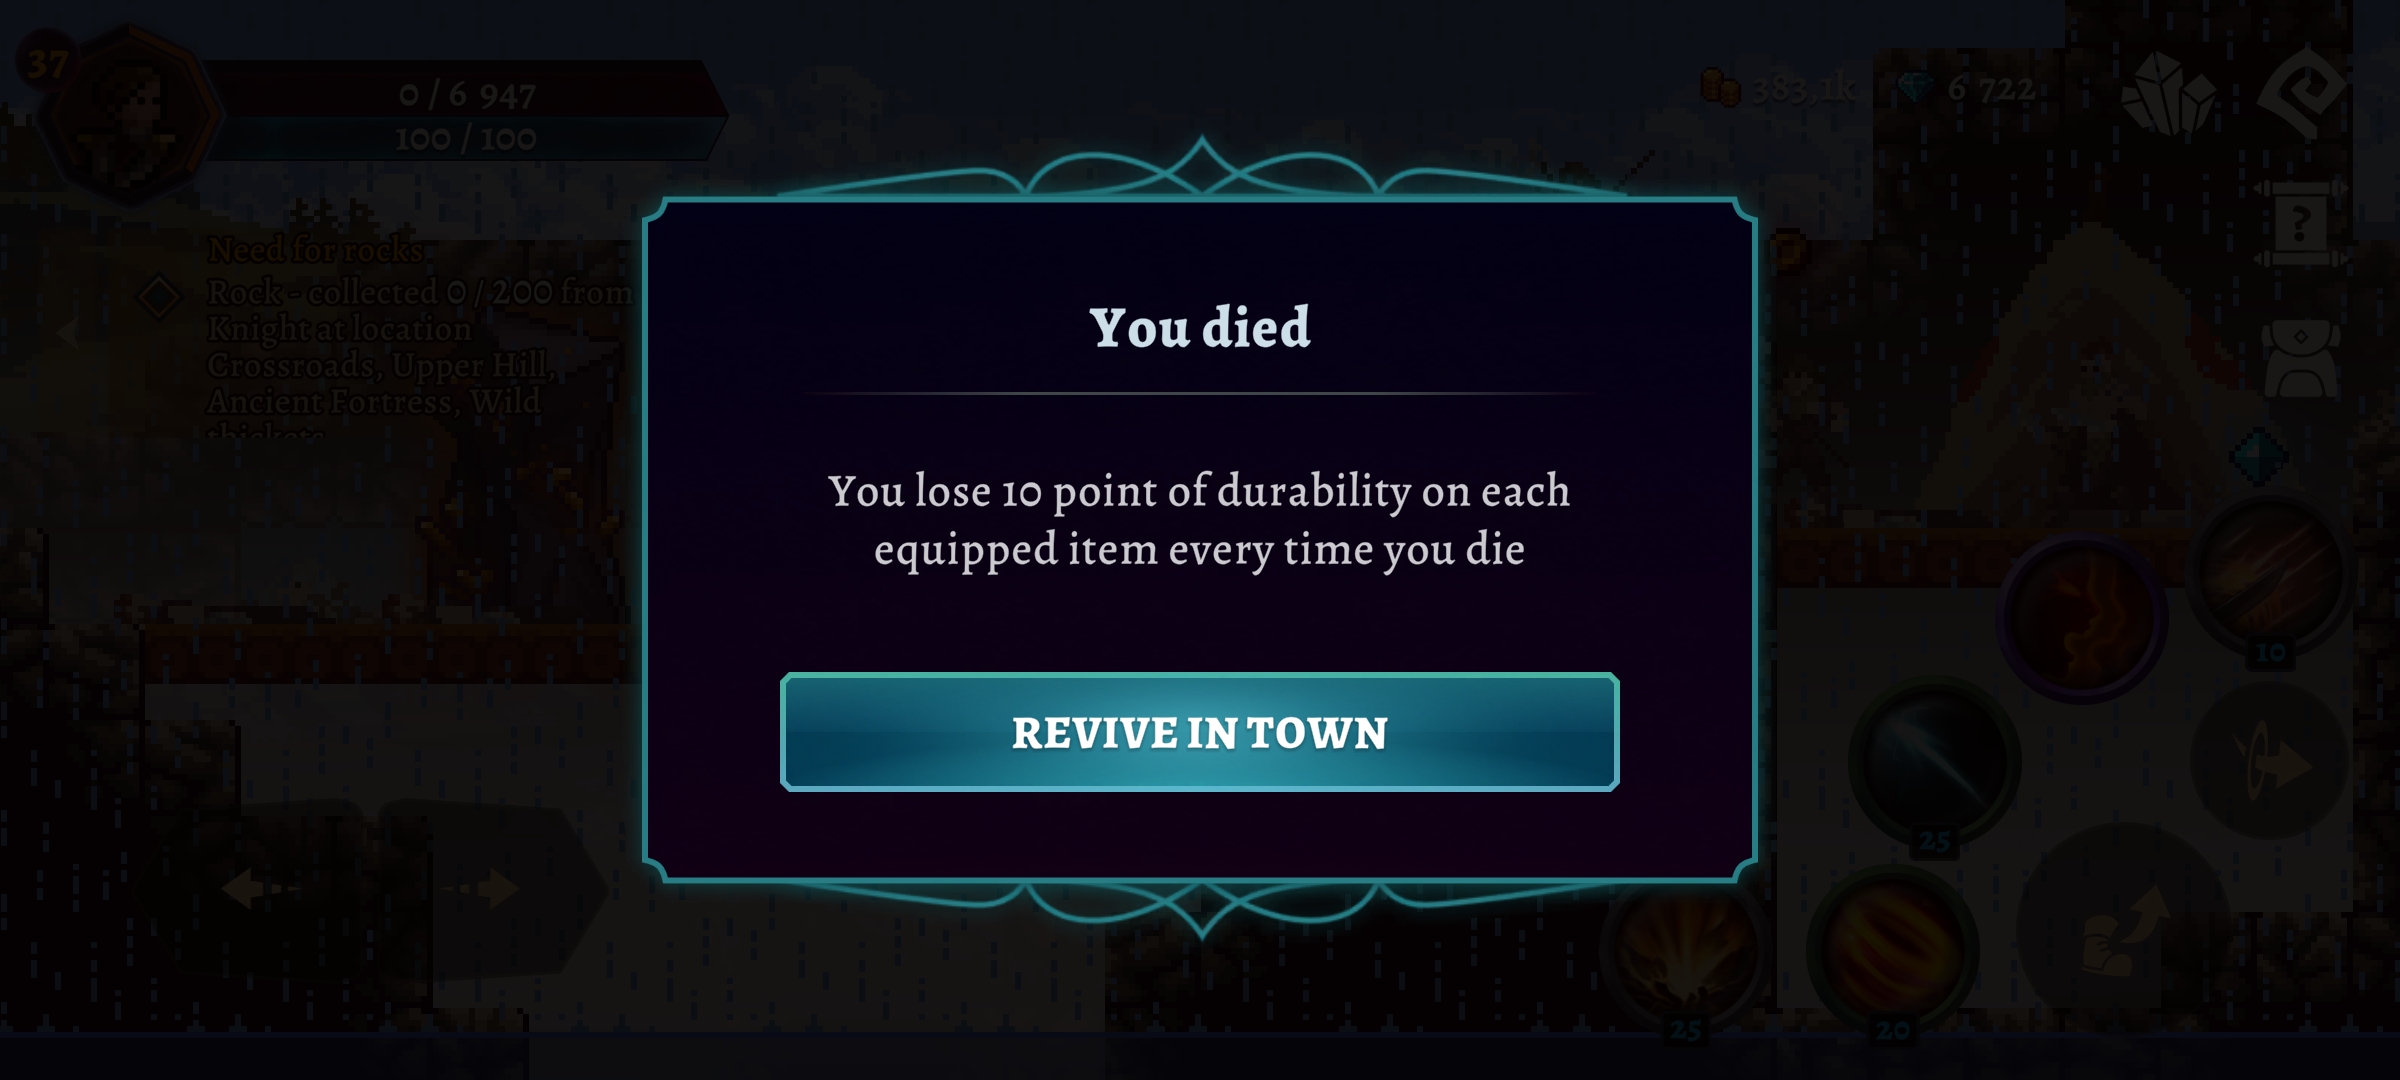 37
0 / 6 947
100 / 100
383,1k
6 722
Need for rocks
Rock - collected 0 / 200 from
Knight at location
Crossroads, Upper Hill,
Ancient Fortress, Wild
thickets
You died
You lose 10 point of durability on each
equipped item every time you die
REVIVE IN TOWN
?
10
25
25
20